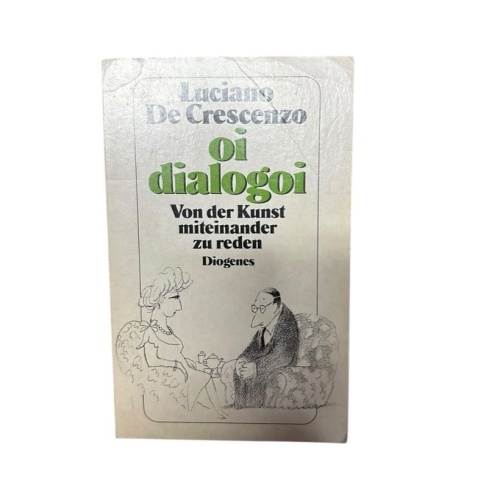 Luciano
De Crescenzo
oi
dialogoi
Von der Kunst
miteinander
zu reden
Diogenes